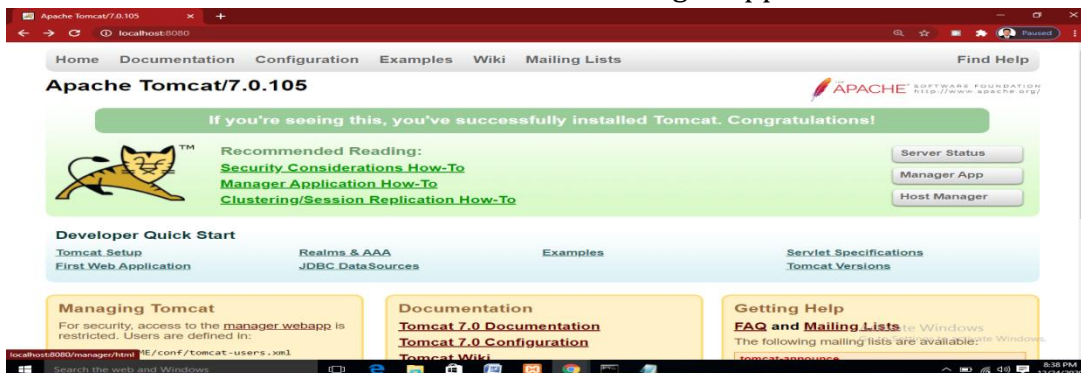 Apache Tomcat/7.0.105
localhost:8080
Paused
Home Documentation Configuration Examples Wiki Mailing Lists Find Help
Apache Tomcat/7.0.105
APACHE SOFTWARE FOUNDATION
http://www.apache.org/
If you're seeing this, you've successfully installed Tomcat. Congratulations!
TM
Recommended Reading:
Security Considerations How-To
Manager Application How-To
Clustering/Session Replication How-To
Server Status
Manager App
Host Manager
Developer Quick Start
Tomcat Setup
First Web Application
Realms & AAA
JDBC DataSources
Examples
Servlet Specifications
Tomcat Versions
Managing Tomcat
For security, access to the manager webapp is
restricted. Users are defined in:
/conf/tomcat-users.xml
Documentation
Tomcat 7.0 Documentation
Tomcat 7.0 Configuration
Tomcat Wiki
Getting Help
FAQ and Mailing Lists
The following mailing lists are available:
tomcat-announce
localhost:8080/manager/html
Search the web and Windows
8:38 PM